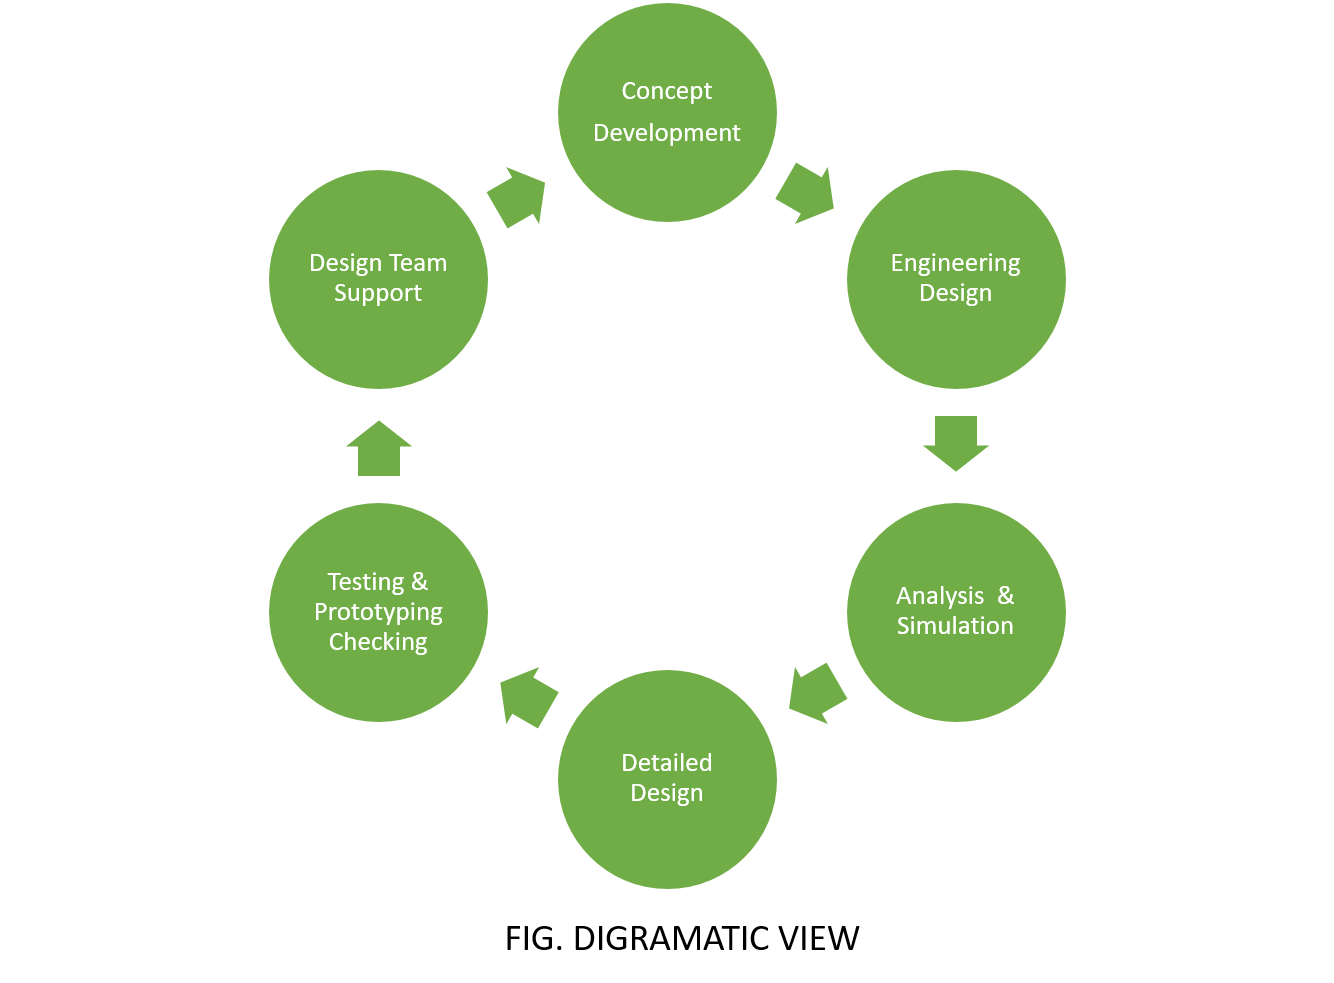 Concept
Development
Engineering
Design
Analysis  &
Simulation
Detailed
Design
Testing &
Prototyping
Checking
Design Team
Support
FIG. DIGRAMATIC VIEW